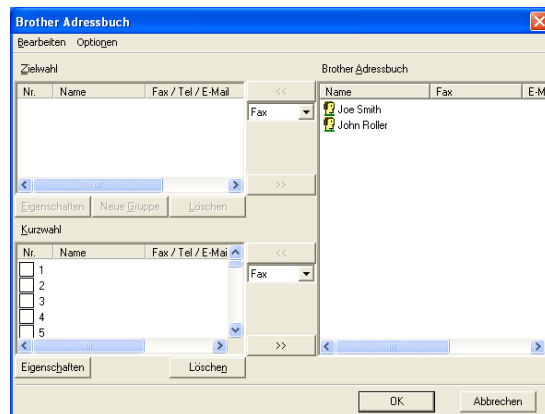 Brother Adressbuch
Bearbeiten Optionen
Zielwahl
Nr. Name Fax / Tel / E-Mail
<<
Fax
>>
Eigenschaften Neue Gruppe Löschen
Kurzwahl
Nr. Name Fax / Tel / E-Mai
1
2
3
4
5
<<
Fax
>>
Eigenschaften Löschen
Brother Adressbuch
Name Fax E-M
Joe Smith
John Roller
OK Abbrechen